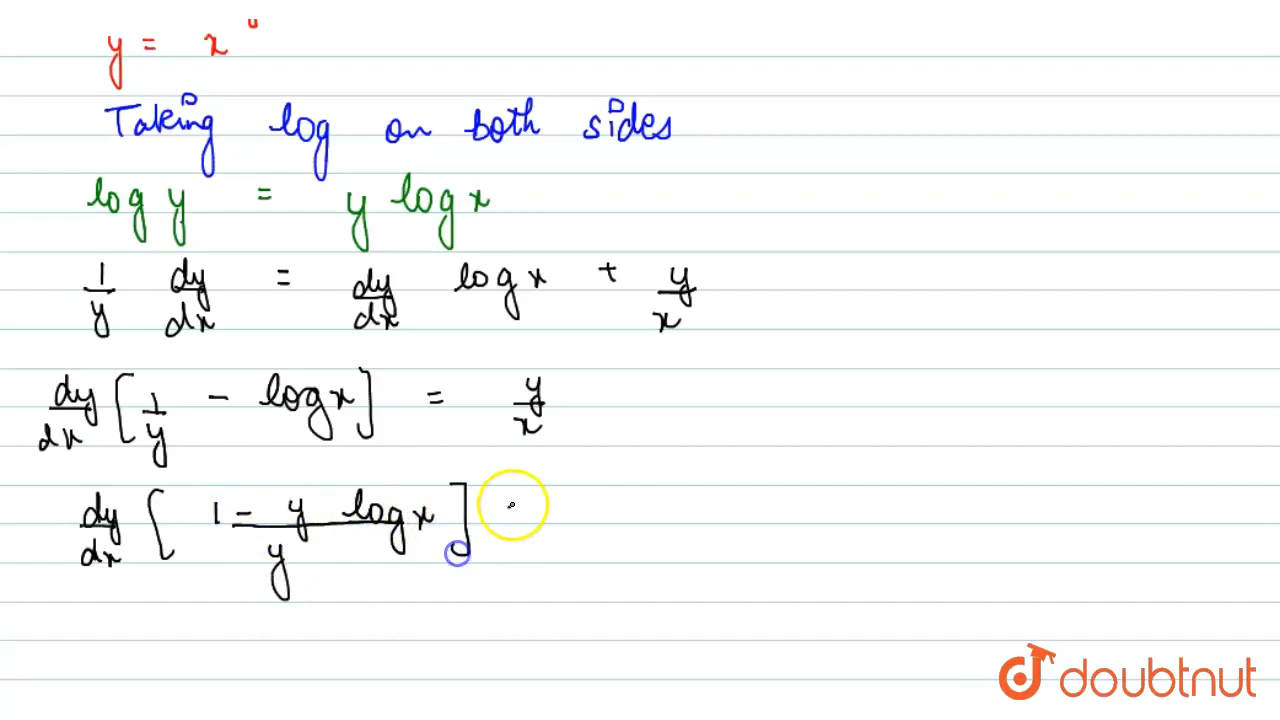 y = x^y
Taking log on both sides
log y = y log x
1/y dy/dx = dy/dx log x + y/x
dy/dx [1/y - log x] = y/x
dy/dx [1 - y log x / y]
doubtnut